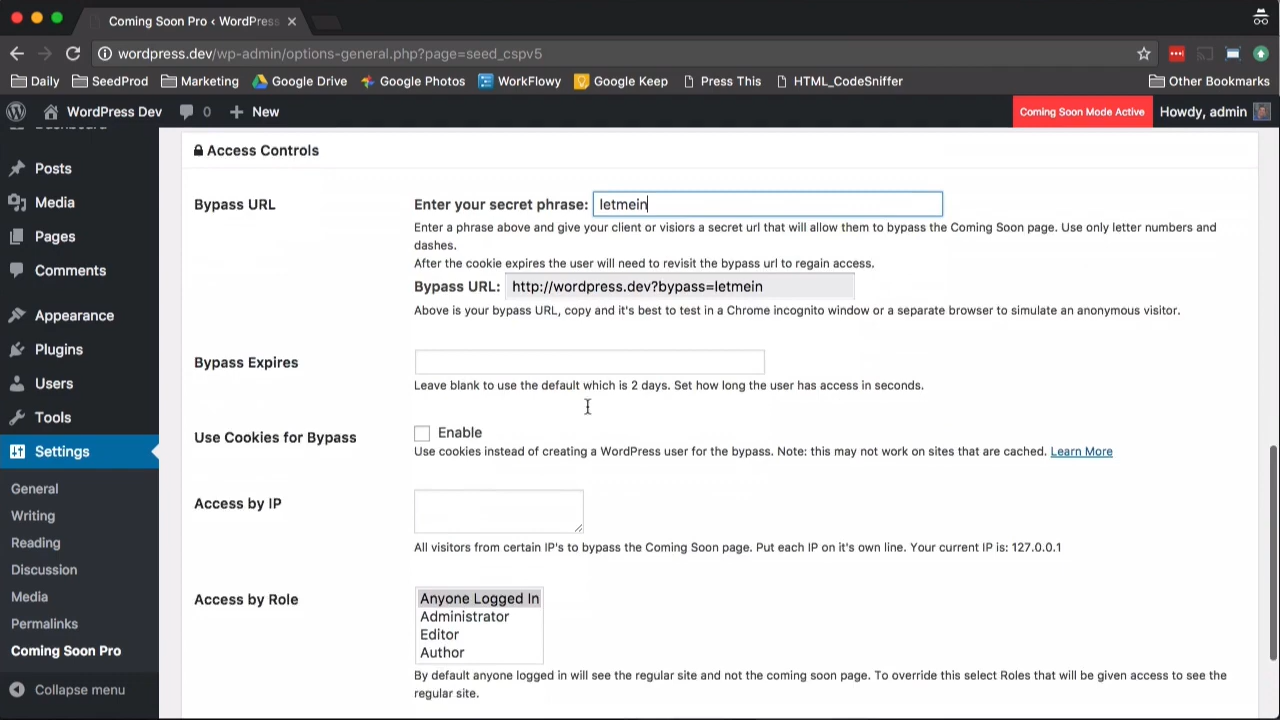 Coming Soon Pro ‹ WordPress
wordpress.dev/wp-admin/options-general.php?page=seed_cspv5
Daily
SeedProd
Marketing
Google Drive
Google Photos
WorkFlowy
Google Keep
Press This
HTML_CodeSniffer
Other Bookmarks
WordPress Dev
0
New
Coming Soon Mode Active
Howdy, admin
Dashboard
Posts
Media
Pages
Comments
Appearance
Plugins
Users
Tools
Settings
General
Writing
Reading
Discussion
Media
Permalinks
Coming Soon Pro
Collapse menu
Access Controls
Bypass URL
Enter your secret phrase: letmein
Enter a phrase above and give your client or visiors a secret url that will allow them to bypass the Coming Soon page. Use only letter numbers and
dashes.
After the cookie expires the user will need to revisit the bypass url to regain access.
Bypass URL: http://wordpress.dev?bypass=letmein
Above is your bypass URL, copy and it's best to test in a Chrome incognito window or a separate browser to simulate an anonymous visitor.
Bypass Expires
Leave blank to use the default which is 2 days. Set how long the user has access in seconds.
Use Cookies for Bypass
Enable
Use cookies instead of creating a WordPress user for the bypass. Note: this may not work on sites that are cached. Learn More
Access by IP
All visitors from certain IP's to bypass the Coming Soon page. Put each IP on it's own line. Your current IP is: 127.0.0.1
Access by Role
Anyone Logged In
Administrator
Editor
Author
By default anyone logged in will see the regular site and not the coming soon page. To override this select Roles that will be given access to see the
regular site.